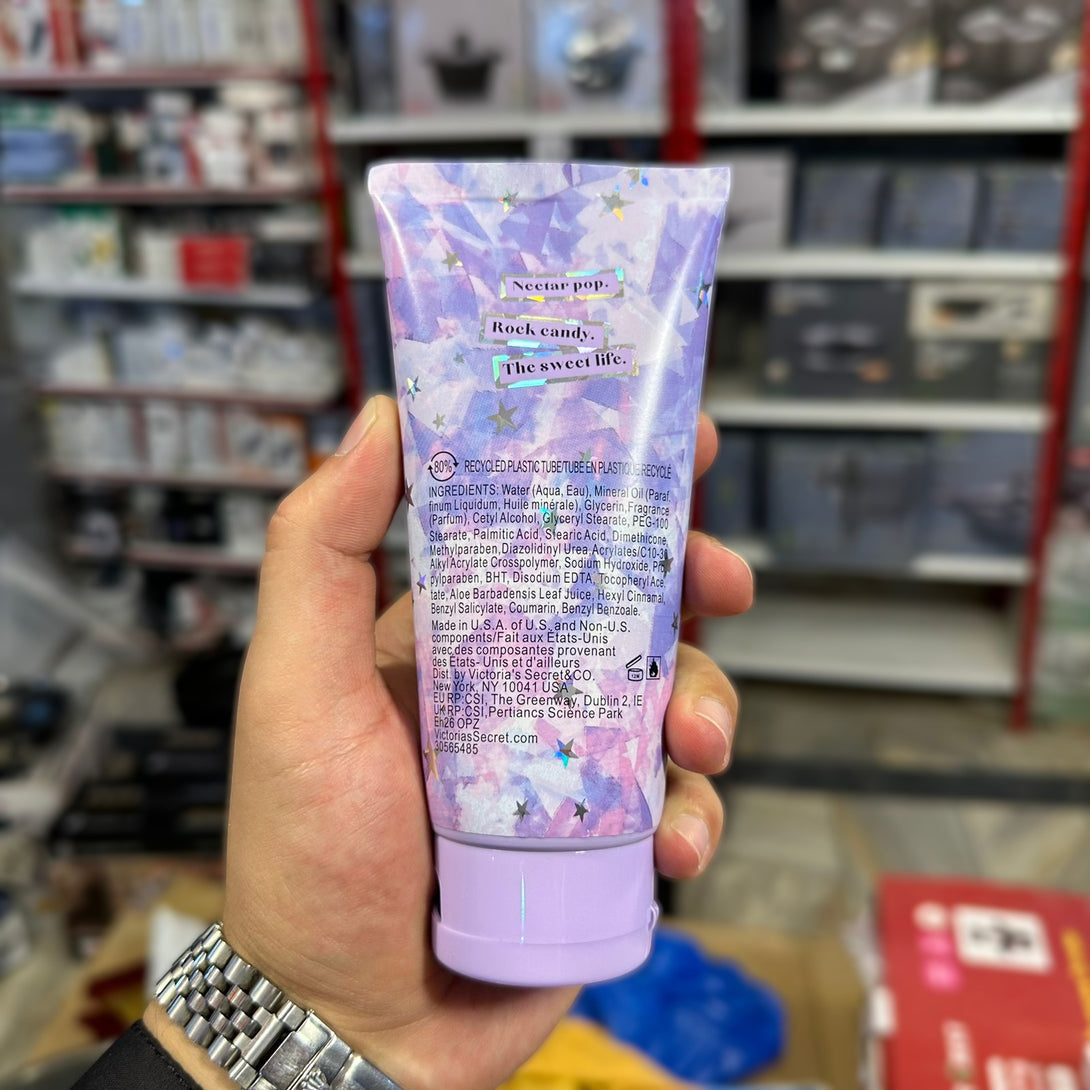 Nectar pop.
Rock candy.
The sweet life.
80% RECYCLED PLASTIC TUBE/TUBE EN PLASTIQUE RECYCLÉ
INGREDIENTS: Water (Aqua, Eau), Mineral Oil (Paraf.
finum Liquidum, Huile minérale), Glycerin,Fragrance
(Parfum), Cetyl Alcohol, Glyceryl Stearate, PEG-100
Stearate, Palmitic Acid, Stearic Acid, Dimethicone,
Methylparaben,Diazolidinyl Urea,Acrylates/C10-30
Alkyl Acrylate Crosspolymer, Sodium Hydroxide, Pro
pylparaben, BHT, Disodium EDTA, Tocopheryl Ace.
tate, Aloe Barbadensis Leaf Juice, Hexyl Cinnamal,
Benzyl Salicylate, Coumarin, Benzyl Benzoale.
Made in U.S.A. of U.S. and Non-U.S.
components/Fait aux États-Unis
avec des composantes provenant
des États- Unis et d'ailleurs
Dist. by Victoria's Secret&CO.
New York, NY 10041 USA
EU RP:CSI, The Greenway, Dublin 2, IE
UK RP:CSI,Pertiancs Science Park
Eh26 OPZ
VictoriasSecret.com
30565485
12M